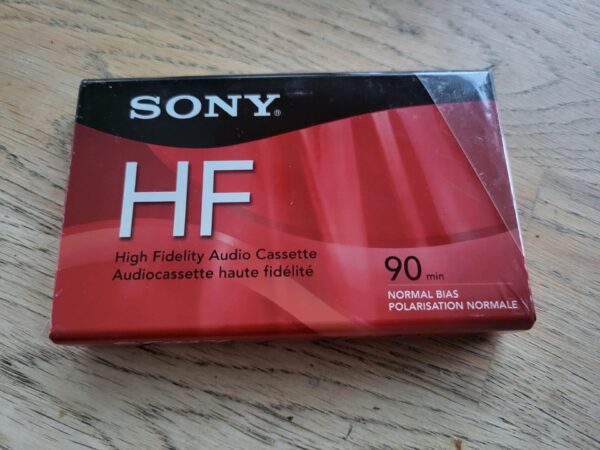 SONY®
HF
High Fidelity Audio Cassette
Audiocassette haute fidélité
90 min
NORMAL BIAS
POLARISATION NORMALE